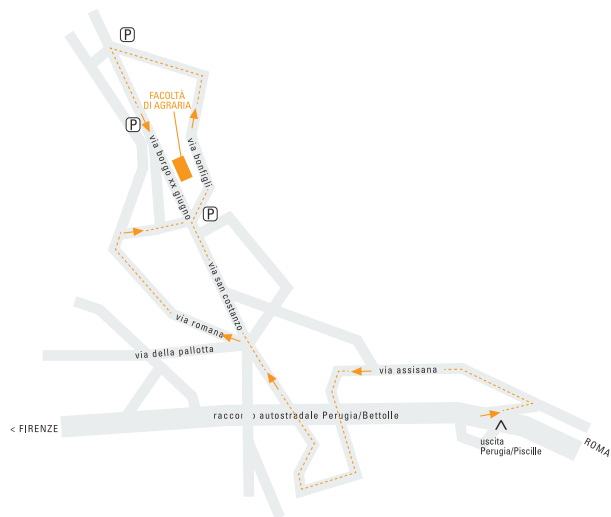 P
FACOLTÀ
DI AGRARIA
P
via borgo xx giugno
via bonfigli
P
via san costanzo
via romana
via della pallotta
via assisana
raccordo autostradale Perugia/Bettolle
< FIRENZE
uscita
Perugia/Piscille
ROMA